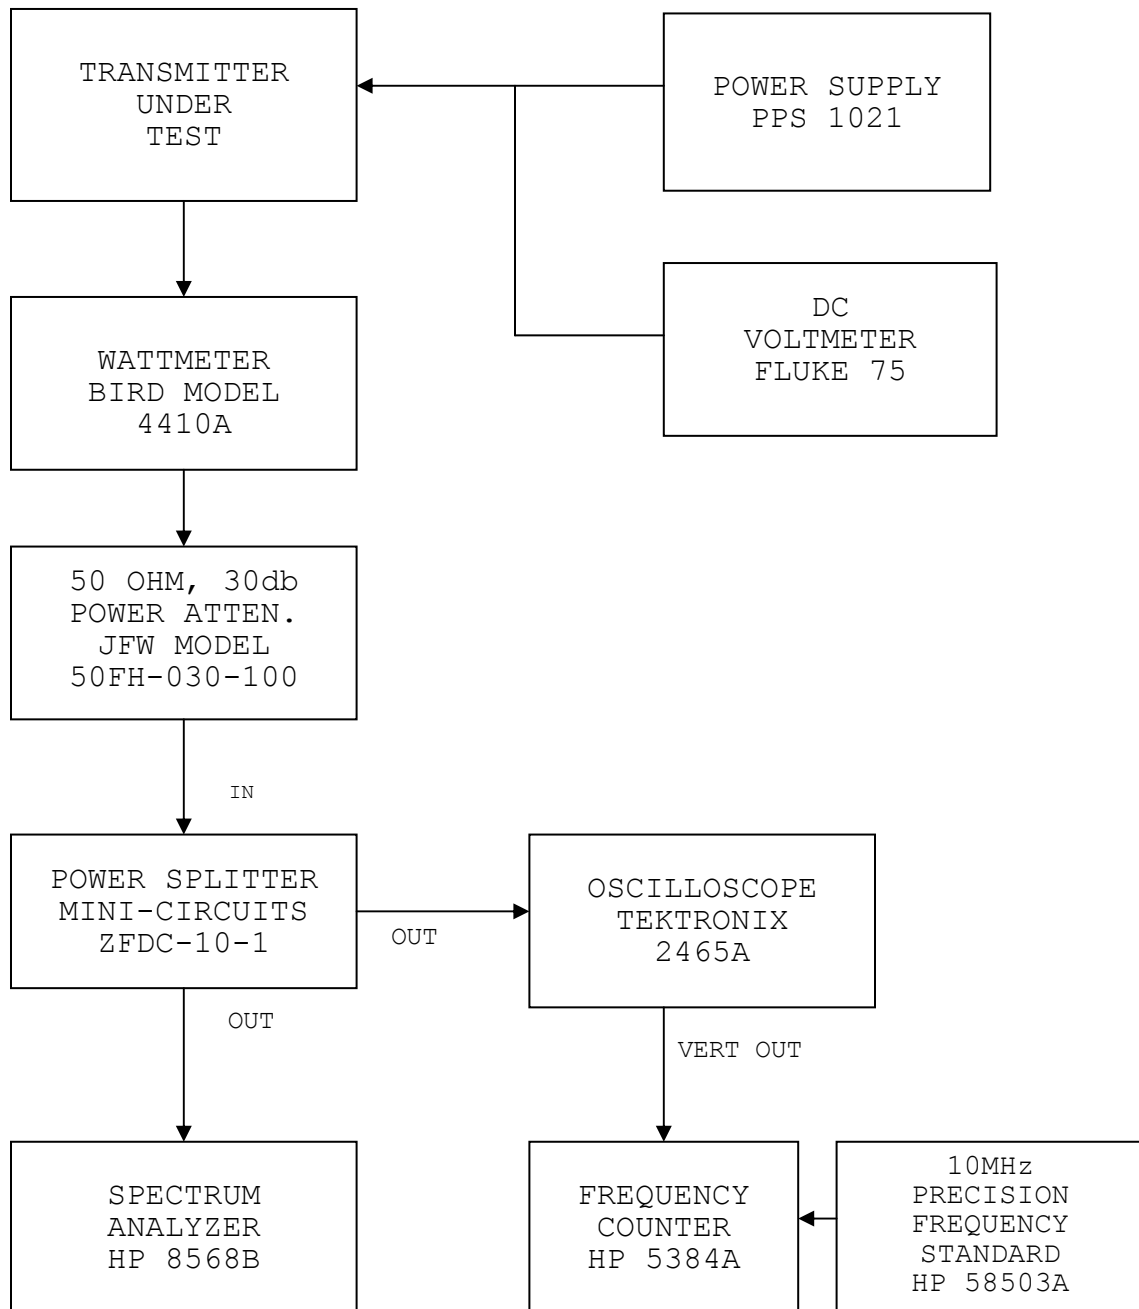 TRANSMITTER
UNDER
TEST
POWER SUPPLY
PPS 1021
DC
VOLTMETER
FLUKE 75
WATTMETER
BIRD MODEL
4410A
50 OHM, 30db
POWER ATTEN.
JFW MODEL
50FH-030-100
IN
POWER SPLITTER
MINI-CIRCUITS
ZFDC-10-1
OUT
OSCILLOSCOPE
TEKTRONIX
2465A
OUT
VERT OUT
SPECTRUM
ANALYZER
HP 8568B
FREQUENCY
COUNTER
HP 5384A
10MHz
PRECISION
FREQUENCY
STANDARD
HP 58503A